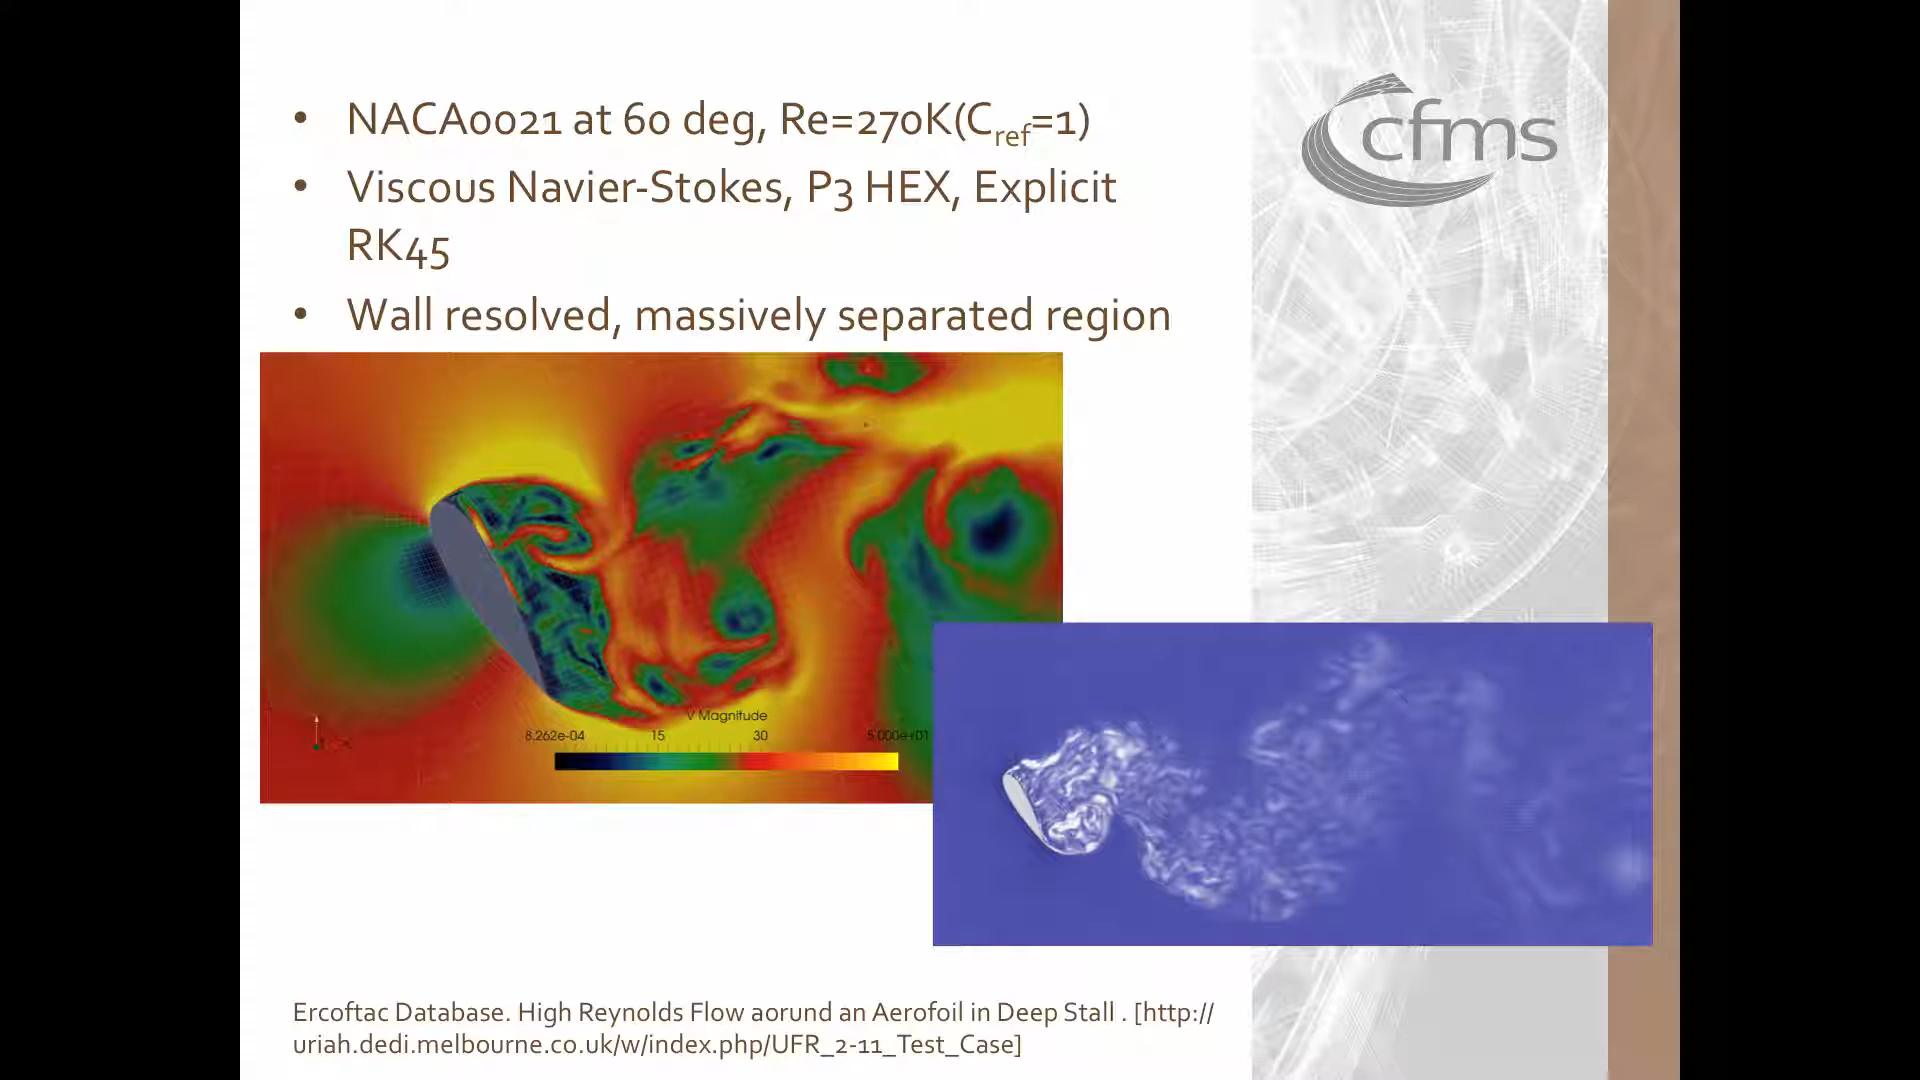 • NACA0021 at 60 deg, Re=270K(Cref=1)
• Viscous Navier-Stokes, P3 HEX, Explicit
RK45
• Wall resolved, massively separated region
cfms
V Magnitude
8.262e-04 15 30 5.000e+01
Ercoftac Database. High Reynolds Flow aorund an Aerofoil in Deep Stall . [http://
uriah.dedi.melbourne.co.uk/w/index.php/UFR_2-11_Test_Case]